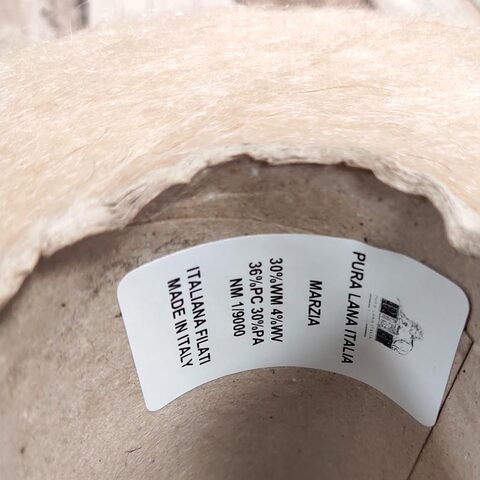 PURA LANA ITALIA
MARZIA
30%WM 4%WV
36%PC 30%PA
NM 1/9000
ITALIANA FILATI
MADE IN ITALY